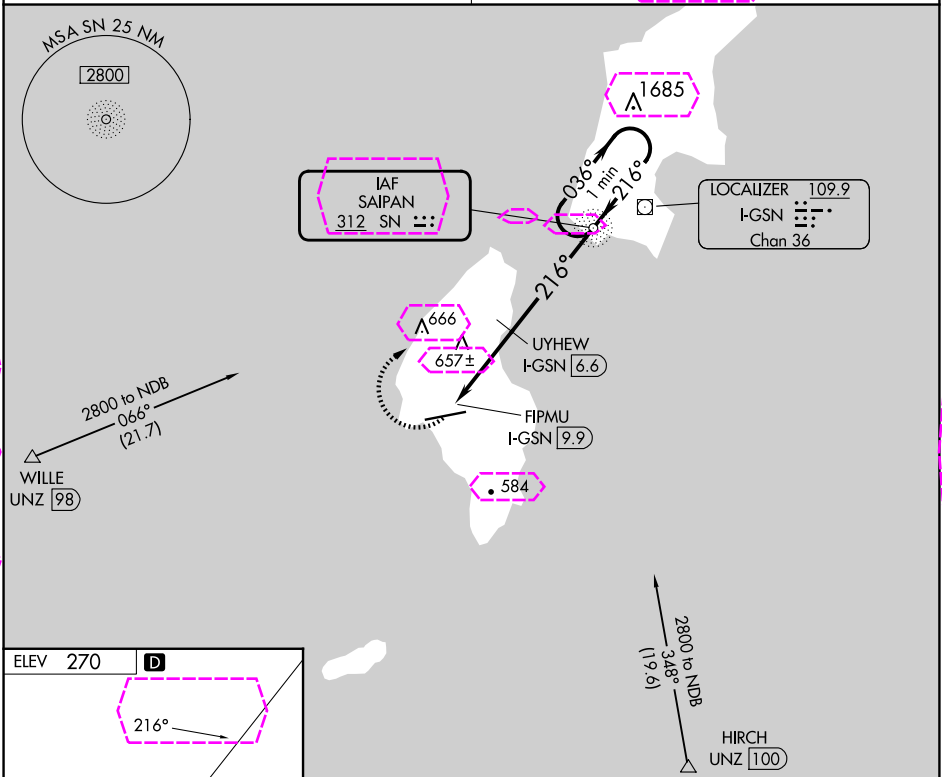 MSA SN 25 NM
2800
1685
036°
1 min
216°
IAF
SAIPAN
312 SN
LOCALIZER 109.9
I-GSN
Chan 36
216°
666
657±
UYHEW
I-GSN 6.6
FIPMU
I-GSN 9.9
2800 to NDB
066°
(21.7)
WILLE
UNZ 98
584
2800 to NDB
348°
(19.6)
HIRCH
UNZ 100
ELEV 270 D
216°